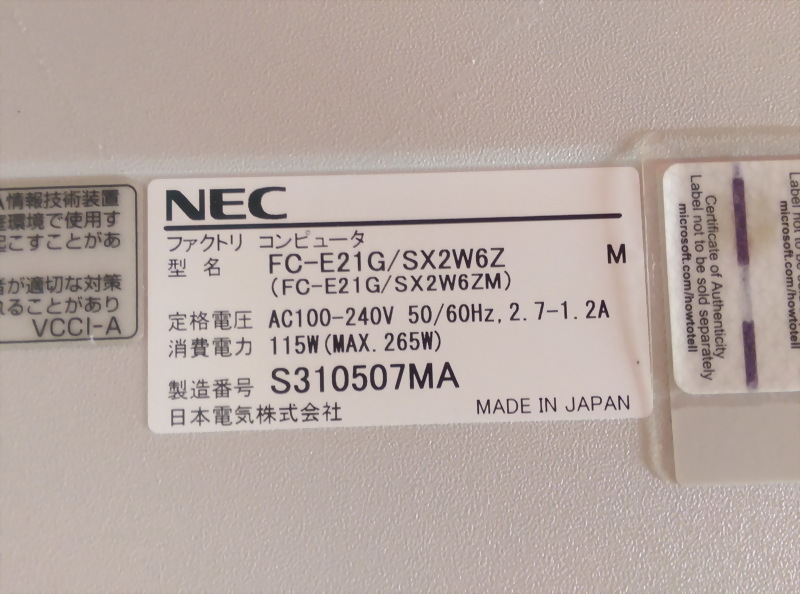 情報技術装置
環境で使用す
起こすことがあ
が適切な対策
れることがあり
VCCI-A
NEC
ファクトリ コンピュータ
型 名 FC-E21G/SX2W6Z M
(FC-E21G/SX2W6ZM)
定格電圧 AC100-240V 50/60Hz, 2.7-1.2A
消費電力 115W(MAX. 265W)
製造番号 S310507MA
日本電気株式会社 MADE IN JAPAN
Certificate of Authenticity
Label not to be sold separately
microsoft.com/howtotell
Label not to be
microsoft.com/howtotell